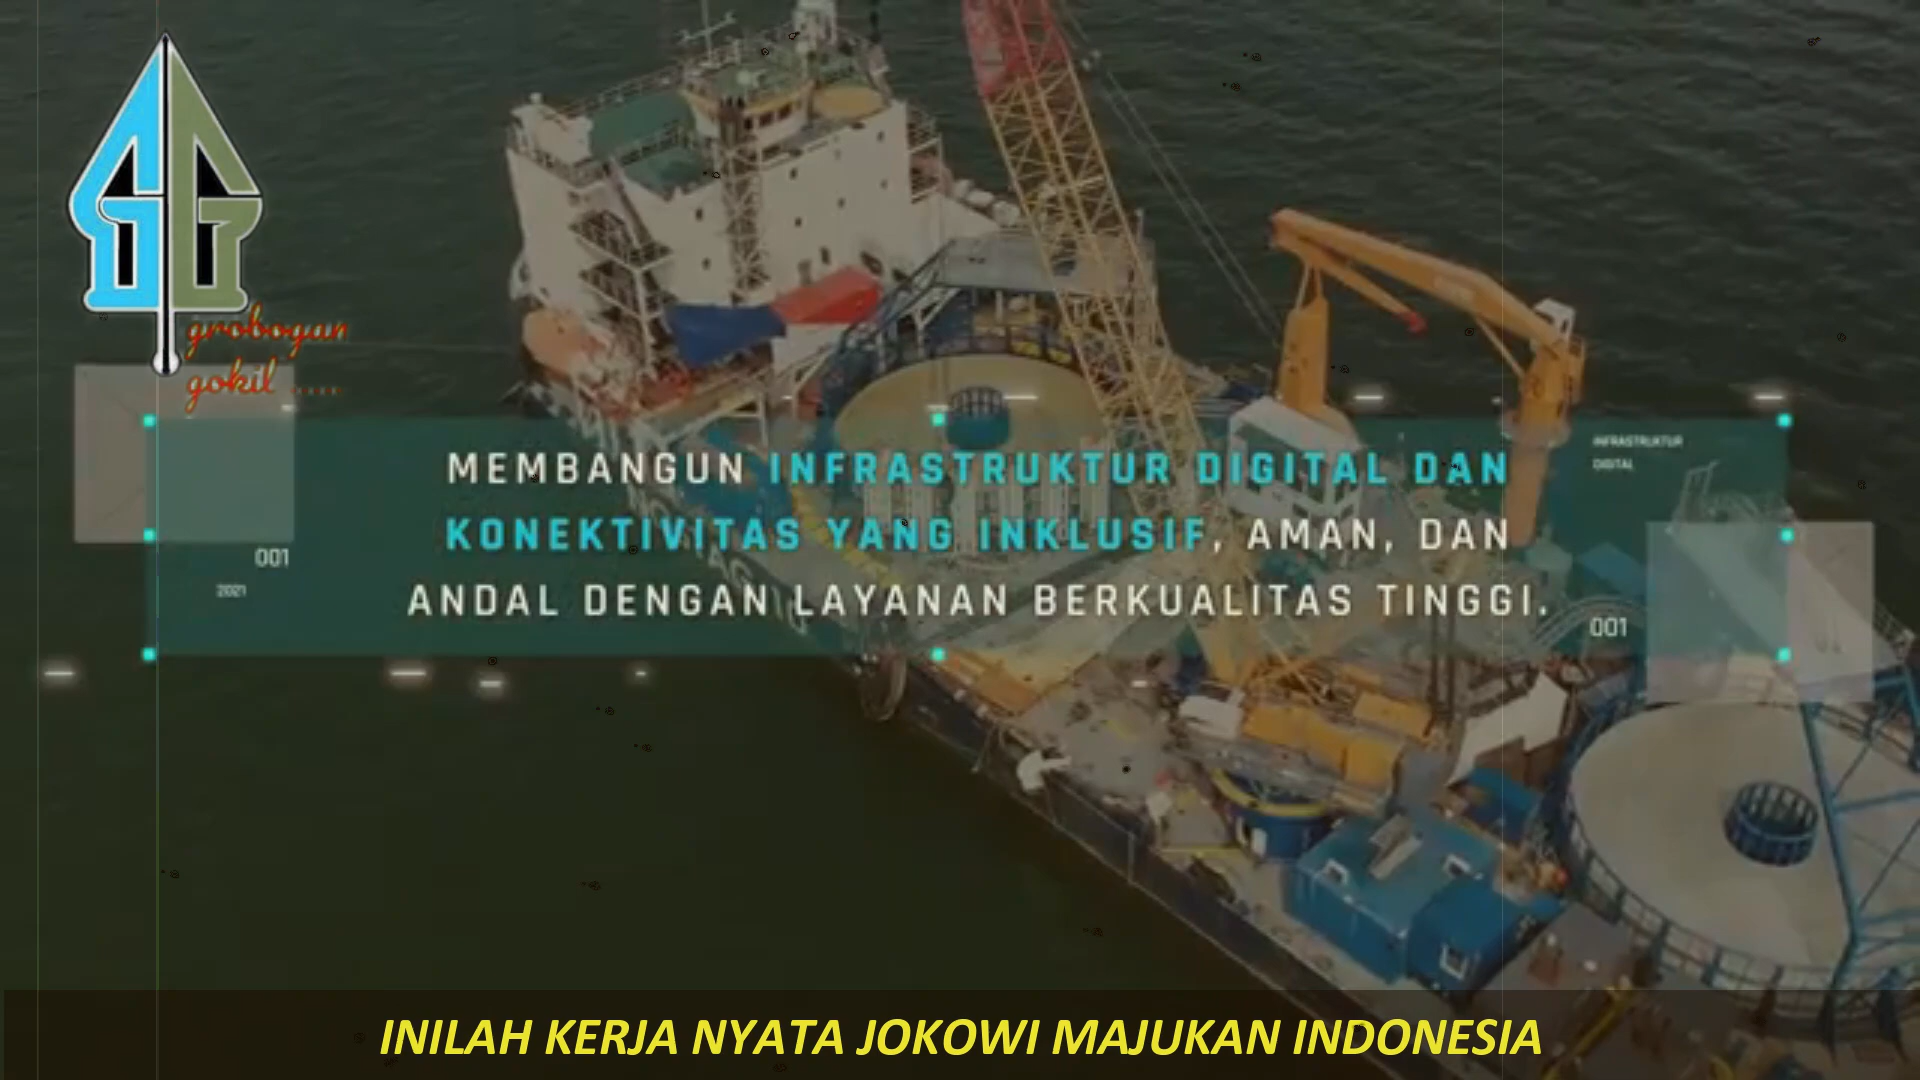 grobogan
gokil ....
MEMBANGUN INFRASTRUKTUR DIGITAL DAN
KONEKTIVITAS YANG INKLUSIF, AMAN, DAN
ANDAL DENGAN LAYANAN BERKUALITAS TINGGI.
INFRASTRUKTUR
DIGITAL
001
2021
001
INILAH KERJA NYATA JOKOWI MAJUKAN INDONESIA